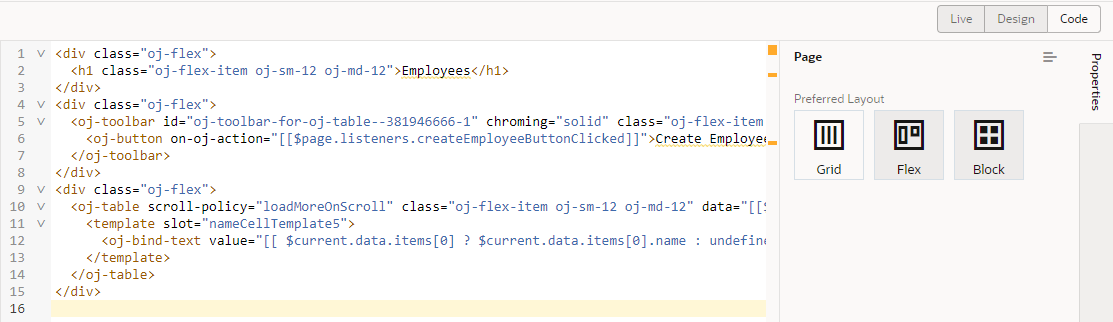 Live Design Code
1 <div class="oj-flex">
2 <h1 class="oj-flex-item oj-sm-12 oj-md-12">Employees</h1>
3 </div>
4 <div class="oj-flex">
5 <oj-toolbar id="oj-toolbar-for-oj-table--381946666-1" chroming="solid" class="oj-flex-item
6 <oj-button on-oj-action="[[$page.listeners.createEmployeeButtonClicked]]">Create Employee
7 </oj-toolbar>
8 </div>
9 <div class="oj-flex">
10 <oj-table scroll-policy="loadMoreOnScroll" class="oj-flex-item oj-sm-12 oj-md-12" data="[[$
11 <template slot="nameCellTemplate5">
12 <oj-bind-text value="[[ $current.data.items[0] ? $current.data.items[0].name : undefine
13 </template>
14 </oj-table>
15 </div>
16
Page
Preferred Layout
Grid Flex Block
Properties